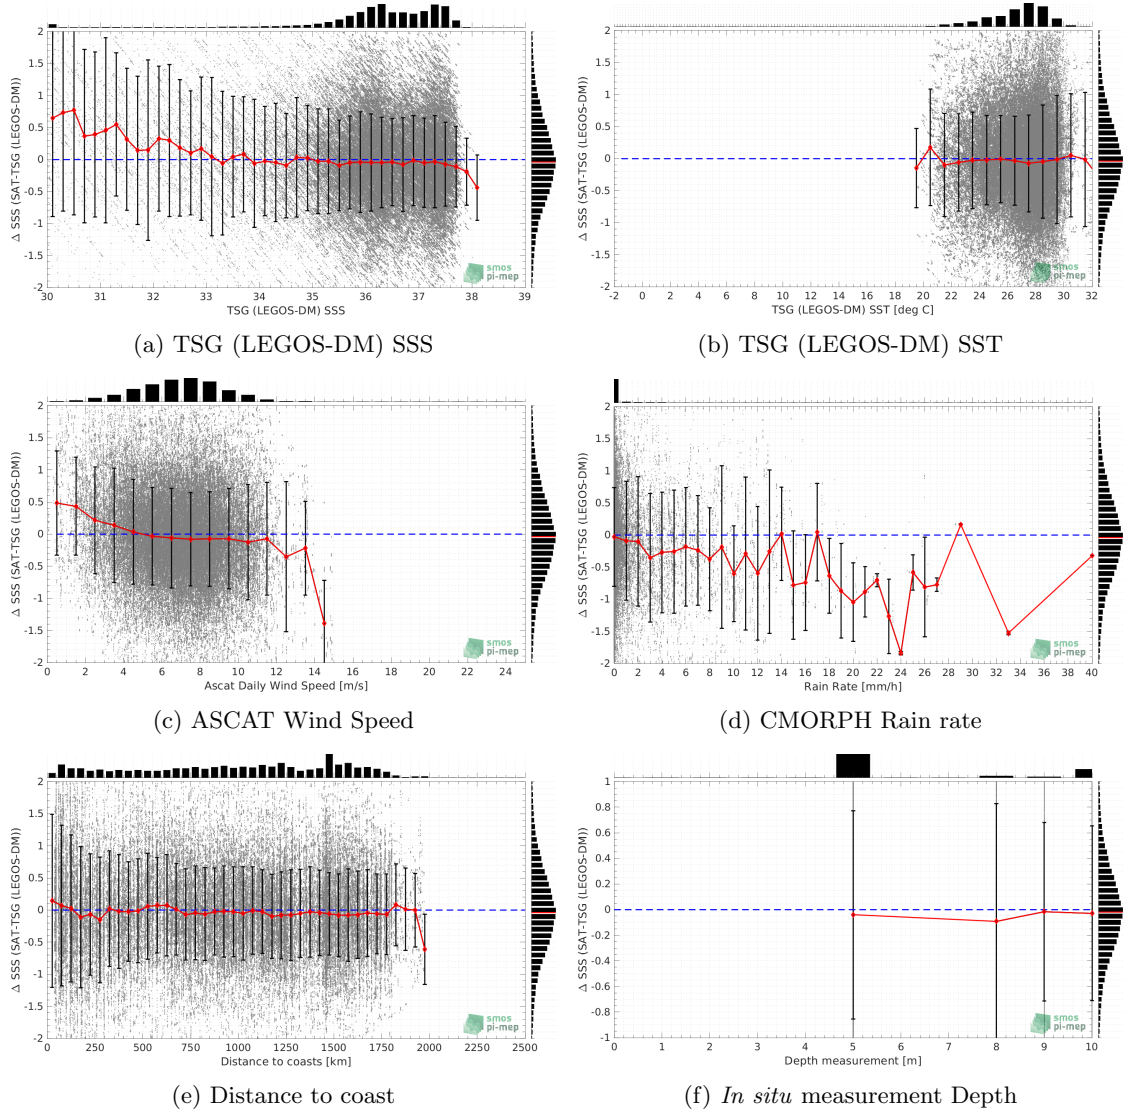 2
1.5
1
0.5
0
-0.5
-1
-1.5
-2
Δ SSS (SAT-TSG (LEGOS-DM))
30 31 32 33 34 35 36 37 38 39
TSG (LEGOS-DM) SSS
smos
pi-mep
(a) TSG (LEGOS-DM) SSS
2
1.5
1
0.5
0
-0.5
-1
-1.5
-2
Δ SSS (SAT-TSG (LEGOS-DM))
-2 0 2 4 6 8 10 12 14 16 18 20 22 24 26 28 30 32
TSG (LEGOS-DM) SST [deg C]
smos
pi-mep
(b) TSG (LEGOS-DM) SST
2
1.5
1
0.5
0
-0.5
-1
-1.5
-2
Δ SSS (SAT-TSG (LEGOS-DM))
0 2 4 6 8 10 12 14 16 18 20 22 24
Ascat Daily Wind Speed [m/s]
smos
pi-mep
(c) ASCAT Wind Speed
2
1.5
1
0.5
0
-0.5
-1
-1.5
-2
Δ SSS (SAT-TSG (LEGOS-DM))
0 2 4 6 8 10 12 14 16 18 20 22 24 26 28 30 32 34 36 38 40
Rain Rate [mm/h]
smos
pi-mep
(d) CMORPH Rain rate
2
1.5
1
0.5
0
-0.5
-1
-1.5
-2
Δ SSS (SAT-TSG (LEGOS-DM))
0 250 500 750 1000 1250 1500 1750 2000 2250 2500
Distance to coasts [km]
smos
pi-mep
(e) Distance to coast
1
0.8
0.6
0.4
0.2
0
-0.2
-0.4
-0.6
-0.8
-1
Δ SSS (SAT-TSG (LEGOS-DM))
0 1 2 3 4 5 6 7 8 9 10
Depth measurement [m]
smos
pi-mep
(f) In situ measurement Depth